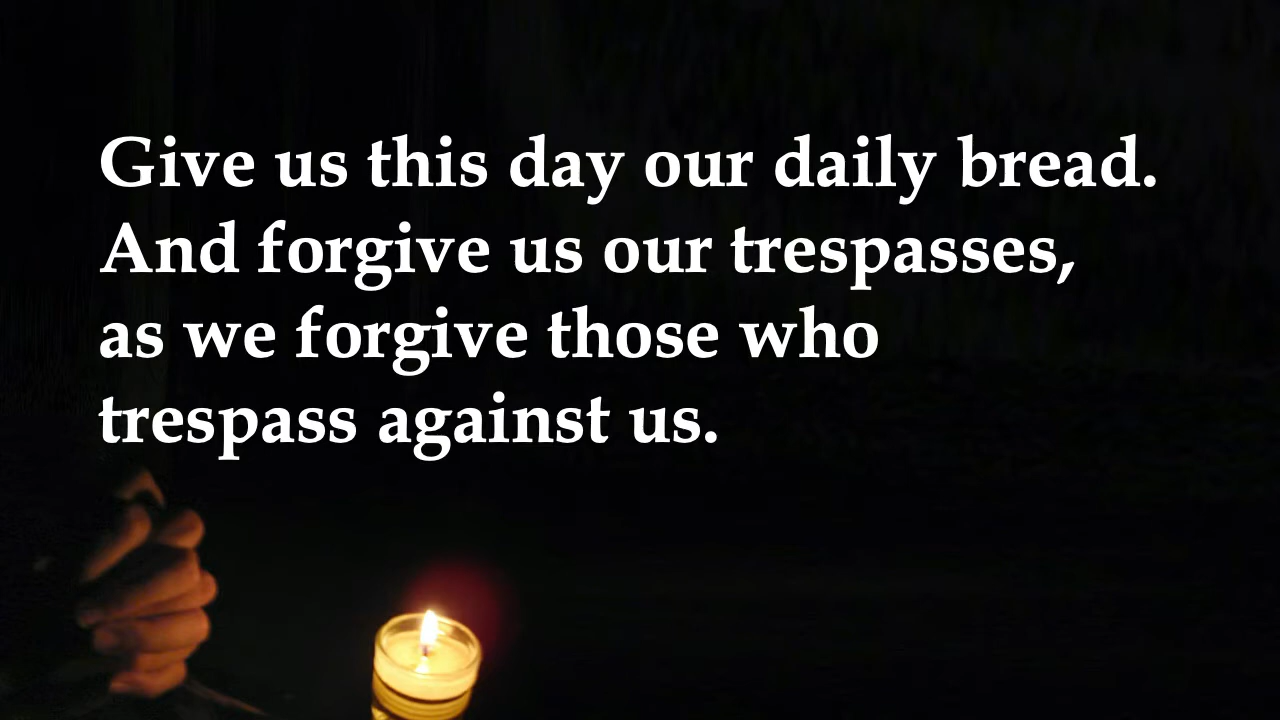 Give us this day our daily bread.
And forgive us our trespasses,
as we forgive those who
trespass against us.